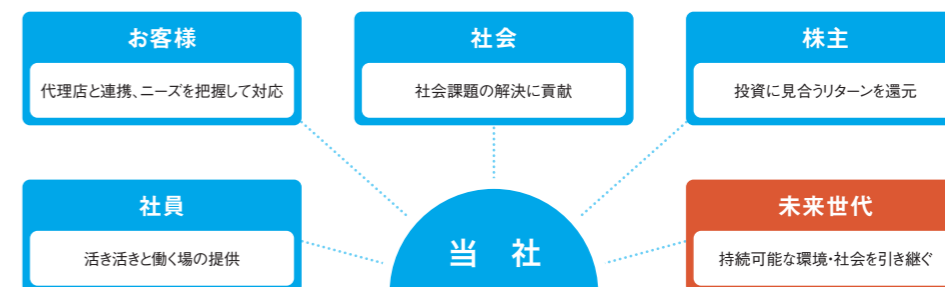 お客様
代理店と連携、ニーズを把握して対応
社会
社会課題の解決に貢献
株主
投資に見合うリターンを還元
社員
活き活きと働く場の提供
当 社
未来世代
持続可能な環境・社会を引き継ぐ